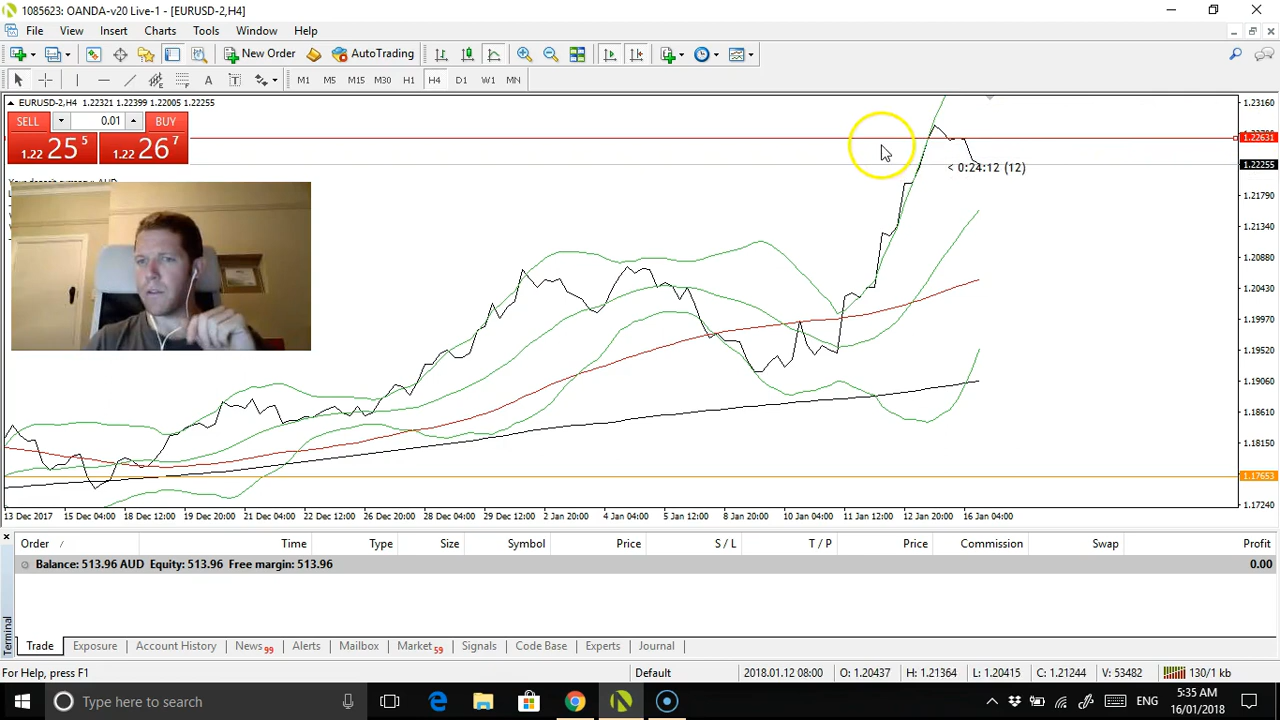 1085623: OANDA-v20 Live-1 - [EURUSD-2,H4]
File View Insert Charts Tools Window Help
New Order AutoTrading
A T M1 M5 M15 M30 H1 H4 D1 W1 MN
EURUSD-2,H4 1.22321 1.22399 1.22005 1.22255
SELL 0.01 BUY
1.22 25 5 1.22 26 7
1.23160
1.22631
1.22255
< 0:24:12 (12)
1.21790
1.21340
1.20880
1.20430
1.19970
1.19520
1.19060
1.18610
1.18150
1.17653
1.17240
13 Dec 2017 15 Dec 04:00 18 Dec 12:00 19 Dec 20:00 21 Dec 04:00 22 Dec 12:00 26 Dec 20:00 28 Dec 04:00 29 Dec 12:00 2 Jan 20:00 4 Jan 04:00 5 Jan 12:00 8 Jan 20:00 10 Jan 04:00 11 Jan 12:00 12 Jan 20:00 16 Jan 04:00
Order / Time Type Size Symbol Price S / L T / P Price Commission Swap Profit
Balance: 513.96 AUD Equity: 513.96 Free margin: 513.96 0.00
Terminal
Trade Exposure Account History News 99 Alerts Mailbox Market 59 Signals Code Base Experts Journal
For Help, press F1 Default 2018.01.12 08:00 O: 1.20437 H: 1.21364 L: 1.20415 C: 1.21244 V: 53482 130/1 kb
Type here to search ENG 5:35 AM
16/01/2018